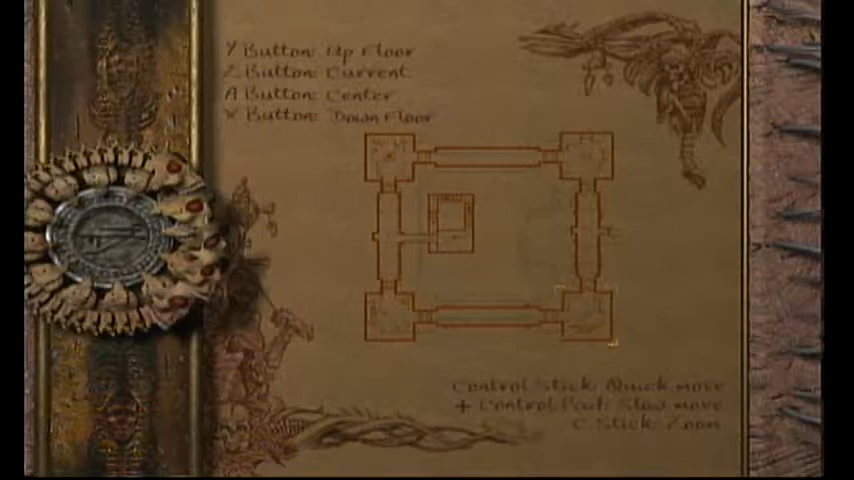 Y Button: Up Floor
Z Button: Current
A Button: Center
X Button: Down Floor
Control Stick: Quick move
+ Control Pad: Slow move
C Stick: Zoom